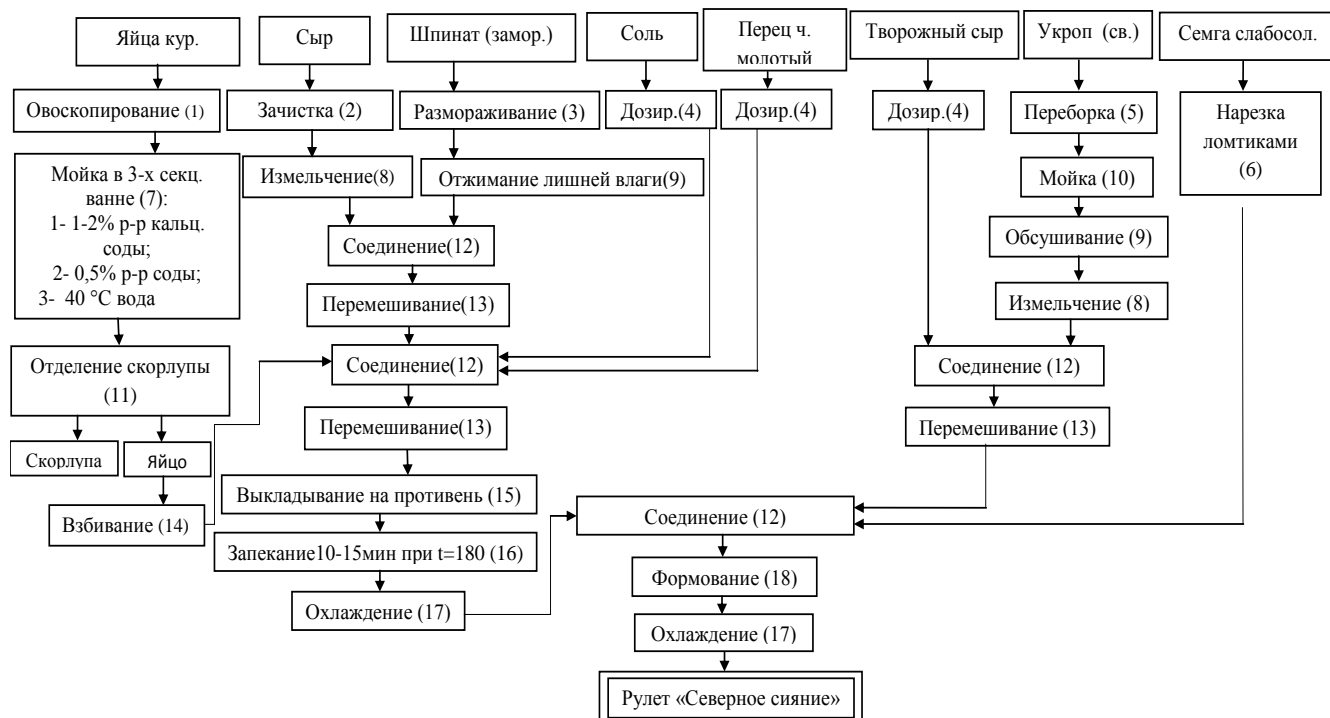 Яйца кур.
Сыр
Шпинат (замор.)
Соль
Перец ч.
молотый
Творожный сыр
Укроп (св.)
Семга слабосол.
Овоскопирование (1)
Зачистка (2)
Размораживание (3)
Дозир.(4)
Дозир.(4)
Дозир.(4)
Переборка (5)
Нарезка
ломтиками
(6)
Мойка в 3-х секц.
ванне (7):
1- 1-2% р-р кальц.
соды;
2- 0,5% р-р соды;
3- 40 °С вода
Измельчение(8)
Отжимание лишней влаги(9)
Мойка (10)
Соединение(12)
Обсушивание (9)
Перемешивание(13)
Измельчение (8)
Отделение скорлупы
(11)
Соединение(12)
Соединение (12)
Перемешивание(13)
Перемешивание (13)
Скорлупа
Яйцо
Взбивание (14)
Выкладывание на противень (15)
Соединение (12)
Запекание10-15мин при t=180 (16)
Формование (18)
Охлаждение (17)
Охлаждение (17)
Рулет «Северное сияние»